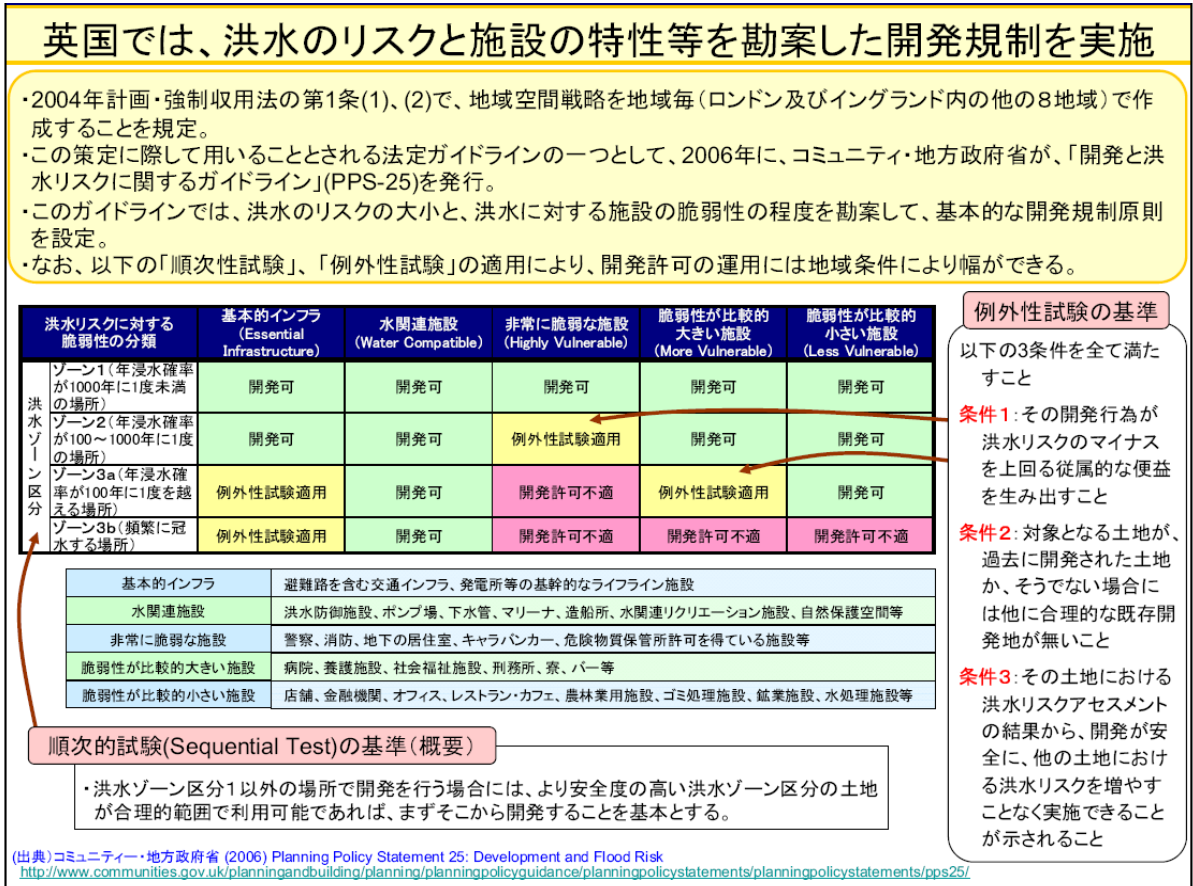 英国では、洪水のリスクと施設の特性等を勘案した開発規制を実施
・2004年計画・強制収用法の第1条(1)、(2)で、地域空間戦略を地域毎(ロンドン及びイングランド内の他の8地域)で作
成することを規定。
・この策定に際して用いることとされる法定ガイドラインの一つとして、2006年に、コミュニティ・地方政府省が、「開発と洪
水リスクに関するガイドライン」(PPS-25)を発行。
・このガイドラインでは、洪水のリスクの大小と、洪水に対する施設の脆弱性の程度を勘案して、基本的な開発規制原則
を設定。
・なお、以下の「順次性試験」、「例外性試験」の適用により、開発許可の運用には地域条件により幅ができる。
洪水リスクに対する
脆弱性の分類
基本的インフラ
(Essential
Infrastructure)
水関連施設
(Water Compatible)
非常に脆弱な施設
(Highly Vulnerable)
脆弱性が比較的
大きい施設
(More Vulnerable)
脆弱性が比較的
小さい施設
(Less Vulnerable)
洪水ゾーン区分
ゾーン1(年浸水確率
が1000年に1度未満
の場所)
開発可
開発可
開発可
開発可
開発可
ゾーン2(年浸水確率
が100~1000年に1度
の場所)
開発可
開発可
例外性試験適用
開発可
開発可
ゾーン3a(年浸水確
率が100年に1度を越
える場所)
例外性試験適用
開発可
開発許可不適
例外性試験適用
開発可
ゾーン3b(頻繁に冠
水する場所)
例外性試験適用
開発可
開発許可不適
開発許可不適
開発許可不適
基本的インフラ
避難路を含む交通インフラ、発電所等の基幹的なライフライン施設
水関連施設
洪水防御施設、ポンプ場、下水管、マリーナ、造船所、水関連リクリエーション施設、自然保護空間等
非常に脆弱な施設
警察、消防、地下の居住室、キャラバンカー、危険物質保管所許可を得ている施設等
脆弱性が比較的大きい施設
病院、養護施設、社会福祉施設、刑務所、寮、バー等
脆弱性が比較的小さい施設
店舗、金融機関、オフィス、レストラン・カフェ、農林業用施設、ゴミ処理施設、鉱業施設、水処理施設等
例外性試験の基準
以下の3条件を全て満た
すこと
条件1:その開発行為が
洪水リスクのマイナス
を上回る従属的な便益
を生み出すこと
条件2:対象となる土地が、
過去に開発された土地
か、そうでない場合に
は他に合理的な既存開
発地が無いこと
条件3:その土地における
洪水リスクアセスメント
の結果から、開発が安
全に、他の土地におけ
る洪水リスクを増やす
ことなく実施できること
が示されること
順次的試験(Sequential Test)の基準(概要)
・洪水ゾーン区分1以外の場所で開発を行う場合には、より安全度の高い洪水ゾーン区分の土地
が合理的範囲で利用可能であれば、まずそこから開発することを基本とする。
(出典)コミュニティー・地方政府省 (2006) Planning Policy Statement 25: Development and Flood Risk
http://www.communities.gov.uk/planningandbuilding/planning/planningpolicyguidance/planningpolicystatements/planningpolicystatements/pps25/